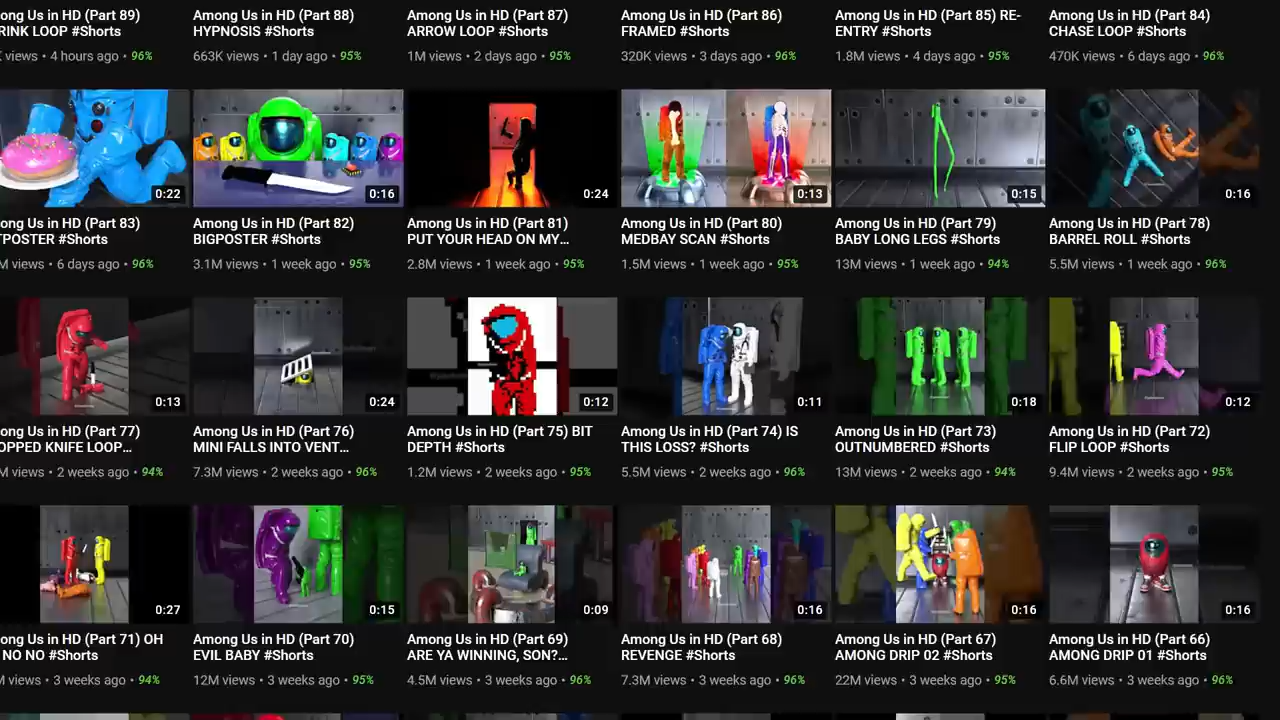 ong Us in HD (Part 89)
RINK LOOP #Shorts
views • 4 hours ago • 96%
Among Us in HD (Part 88)
HYPNOSIS #Shorts
663K views • 1 day ago • 95%
Among Us in HD (Part 87)
ARROW LOOP #Shorts
1M views • 2 days ago • 95%
Among Us in HD (Part 86)
FRAMED #Shorts
320K views • 3 days ago • 96%
Among Us in HD (Part 85) RE-
ENTRY #Shorts
1.8M views • 4 days ago • 95%
Among Us in HD (Part 84)
CHASE LOOP #Shorts
470K views • 6 days ago • 96%
0:22
ong Us in HD (Part 83)
TPOSTER #Shorts
M views • 6 days ago • 96%
0:16
Among Us in HD (Part 82)
BIGPOSTER #Shorts
3.1M views • 1 week ago • 95%
0:24
Among Us in HD (Part 81)
PUT YOUR HEAD ON MY...
2.8M views • 1 week ago • 95%
0:13
Among Us in HD (Part 80)
MEDBAY SCAN #Shorts
1.5M views • 1 week ago • 95%
0:15
Among Us in HD (Part 79)
BABY LONG LEGS #Shorts
13M views • 1 week ago • 94%
0:16
Among Us in HD (Part 78)
BARREL ROLL #Shorts
5.5M views • 1 week ago • 96%
0:13
ong Us in HD (Part 77)
OPPED KNIFE LOOP...
M views • 2 weeks ago • 94%
0:24
Among Us in HD (Part 76)
MINI FALLS INTO VENT...
7.3M views • 2 weeks ago • 96%
0:12
Among Us in HD (Part 75) BIT
DEPTH #Shorts
1.2M views • 2 weeks ago • 95%
0:11
Among Us in HD (Part 74) IS
THIS LOSS? #Shorts
5.5M views • 2 weeks ago • 96%
0:18
Among Us in HD (Part 73)
OUTNUMBERED #Shorts
13M views • 2 weeks ago • 94%
0:12
Among Us in HD (Part 72)
FLIP LOOP #Shorts
9.4M views • 2 weeks ago • 95%
0:27
ong Us in HD (Part 71) OH
NO NO #Shorts
M views • 3 weeks ago • 94%
0:15
Among Us in HD (Part 70)
EVIL BABY #Shorts
12M views • 3 weeks ago • 95%
0:09
Among Us in HD (Part 69)
ARE YA WINNING, SON?...
4.5M views • 3 weeks ago • 96%
0:16
Among Us in HD (Part 68)
REVENGE #Shorts
7.3M views • 3 weeks ago • 96%
0:16
Among Us in HD (Part 67)
AMONG DRIP 02 #Shorts
22M views • 3 weeks ago • 95%
0:16
Among Us in HD (Part 66)
AMONG DRIP 01 #Shorts
6.6M views • 3 weeks ago • 96%